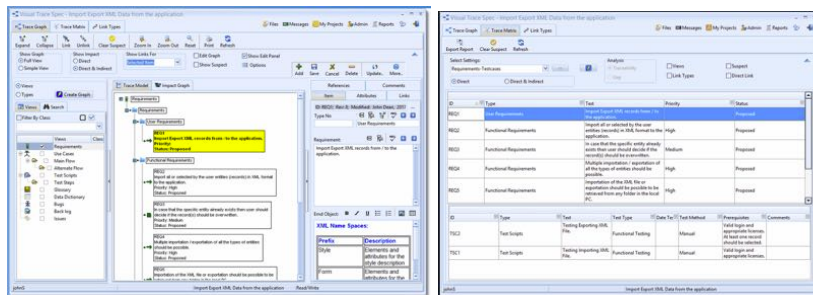 Visual Trace Spec - Import Export XML Data from the application
Trace Graph Trace Matrix Link Types
Files Messages My Projects Admin Reports
Expand Collapse Link Unlink Clear Suspect Zoom In Zoom Out Reset Print Refresh
Show Graph Show Impact Show Links For
Full View Direct Selected Item Edit Graph Show Edit Panel
Simple View Direct & Indirect Show Suspect Options
Add Save Cancel Delete Update.. More..
Views
Types Create Graph
Views Search
Filter By Class
Views Class
Requirements
Use Cases
Main Flow
Alternate Flow
Test Scripts
Test Steps
Glossary
Data Dictionary
Bugs
Back log
Issues
Trace Model Impact Graph
Requirements
User Requirements
REQ1
Import Export XML records from / to the application.
Priority:
Status: Proposed
Functional Requirements
REQ2
Import all or selected by the user entities (records) in XML format
to the application.
Priority: High
Status: Proposed
REQ3
In case that the specific entity already exists then user should
decide if the record(s) should be overwritten.
Priority: Medium
Status: Proposed
REQ4
Multiple importation / exportation of all the types of entities
should be possible.
Priority: High
Status: Proposed
REQ5
Importation of the XML file or exportation should be possible to be
References Comments
Item Attributes Links
Type No
User Requirements
Requirement
Import Export XML records from / to the
application.
End Object:
XML Name Spaces:
Prefix Description
Style Elements and
attributes for the
style description
Form Elements and
attributes for the
johnS Import Export XML Data from the application Read/Write
Visual Trace Spec - Import Export XML Data from the application
Trace Graph Trace Matrix Link Types
Files Messages My Projects Admin Reports
Export Report Clear Suspect Refresh
Select Settings
Requirements-Testcases
Direct Direct & Indirect
Analysis
Views Suspect
Link Types Direct Link
ID Type Text Priority Status
REQ1 User Requirements Import Export XML records from / to
the application. Proposed
REQ2 Functional Requirements Import all or selected by the user
entities (records) in XML format to the
application. High Proposed
REQ3 Functional Requirements In case that the specific entity already
exists then user should decide if the
record(s) should be overwritten. Medium Proposed
REQ4 Functional Requirements Multiple importation / exportation of
all the types of entities should be
possible. High Proposed
REQ5 Functional Requirements Importation of the XML file or
exportation should be possible to be
retrieved from any folder in the local
PC. High Proposed
ID Type Text Test Type Date Te Test Method Prerequisites Comments
TSC2 Test Scripts Testing Exporting XML
File. Functional Testing Manual Valid login and
appropriate licenses.
At least one record
should be selected.
TSC1 Test Scripts Testing Importing XML
File. Functional Testing Manual Valid login and
appropriate licenses.
johnS Import Export XML Data from the application